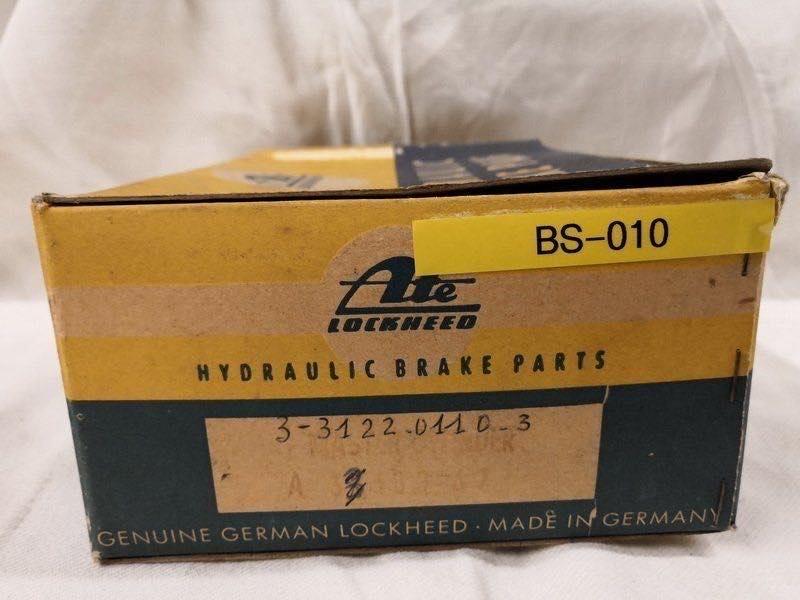 BS-010
Ate
LOCKHEED
HYDRAULIC BRAKE PARTS
3-3122.0110-3
GENUINE GERMAN LOCKHEED · MADE IN GERMANY